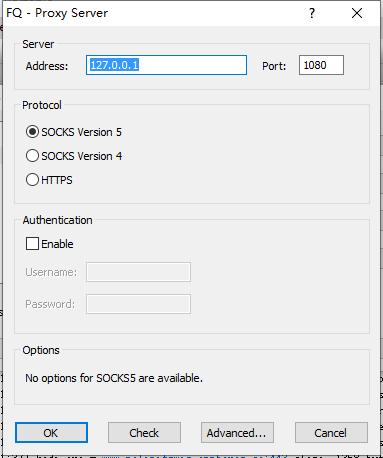 FQ - Proxy Server
Server
Address: 127.0.0.1 Port: 1080
Protocol
SOCKS Version 5
SOCKS Version 4
HTTPS
Authentication
Enable
Username:
Password:
Options
No options for SOCKS5 are available.
OK Check Advanced... Cancel